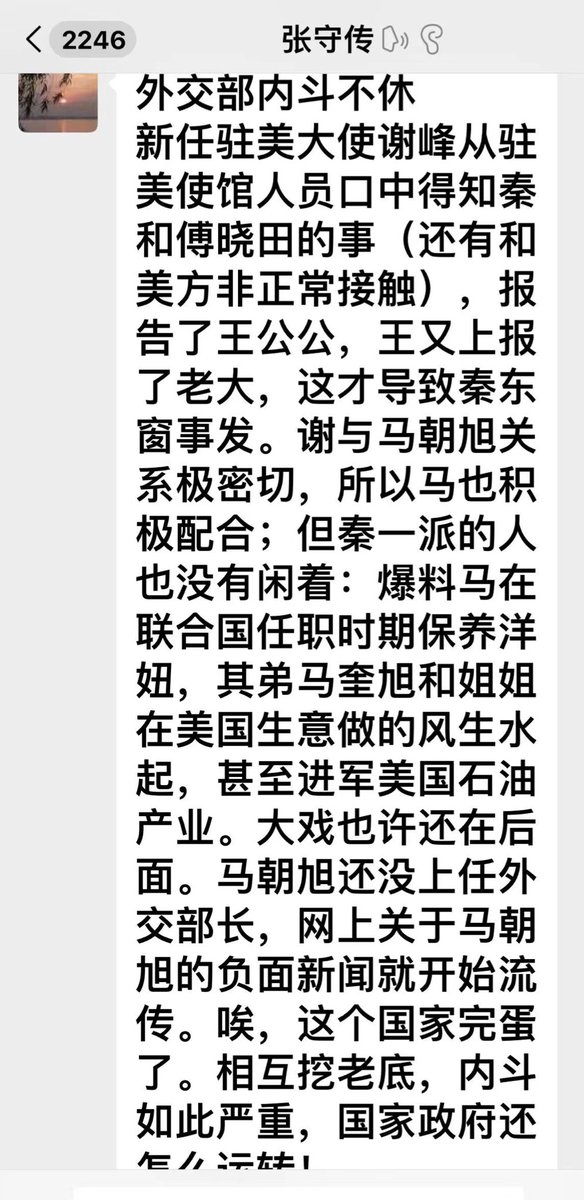 2246
张守传
外交部内斗不休
新任驻美大使谢峰从驻
美使馆人员口中得知秦
和傅晓田的事（还有和
美方非正常接触），报
告了王公公，王又上报
了老大，这才导致秦东
窗事发。谢与马朝旭关
系极密切，所以马也积
极配合；但秦一派的人
也没有闲着：爆料马在
联合国任职时期保养洋
妞，其弟马奎旭和姐姐
在美国生意做的风生水
起，甚至进军美国石油
产业。大戏也许还在后
面。马朝旭还没上任外
交部长，网上关于马朝
旭的负面新闻就开始流
传。唉，这个国家完蛋
了。相互挖老底，内斗
如此严重，国家政府还
怎么运转！